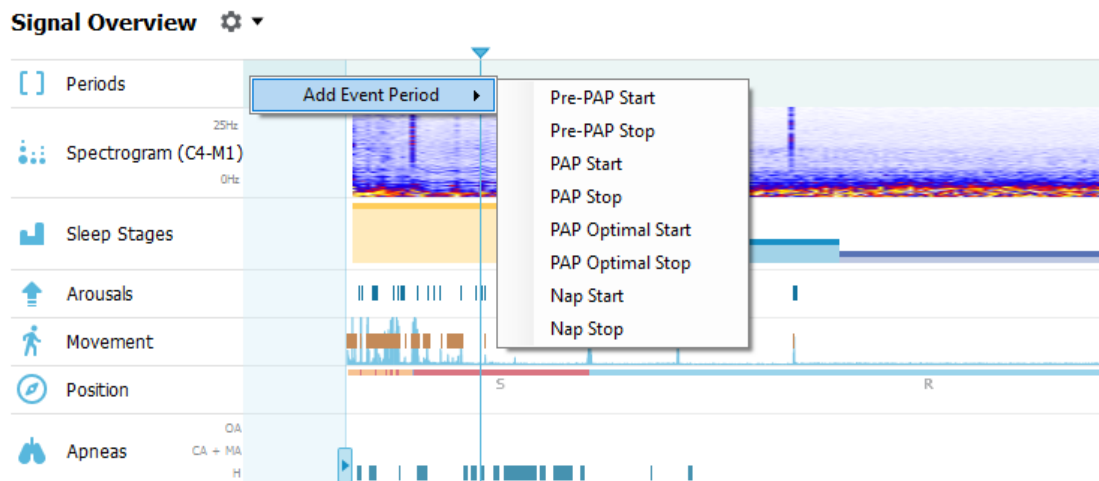 Signal Overview
Periods
Add Event Period
Pre-PAP Start
Pre-PAP Stop
PAP Start
PAP Stop
PAP Optimal Start
PAP Optimal Stop
Nap Start
Nap Stop
25Hz
Spectrogram (C4-M1)
0Hz
Sleep Stages
Arousals
Movement
Position
S
R
Apneas
OA
CA + MA
H